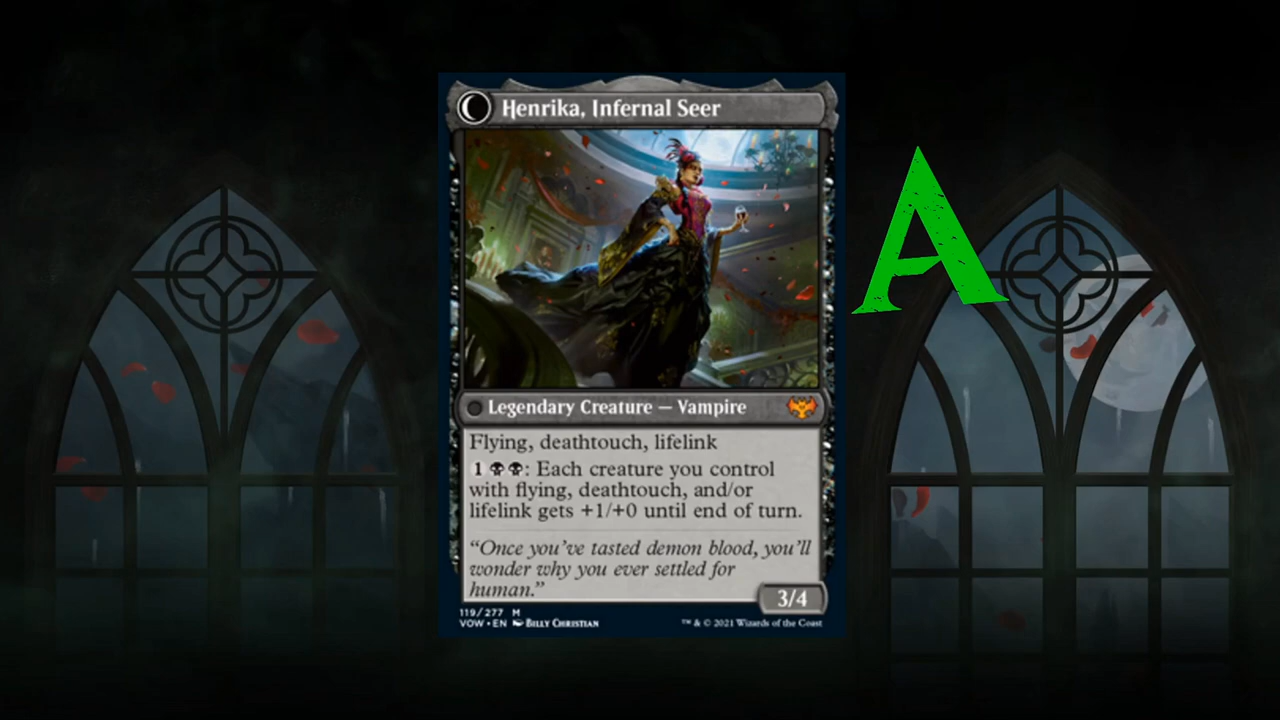 Henrika, Infernal Seer
A
Legendary Creature — Vampire
Flying, deathtouch, lifelink
1: Each creature you control
with flying, deathtouch, and/or
lifelink gets +1/+0 until end of turn.
“Once you’ve tasted demon blood, you’ll
wonder why you ever settled for
human.”
3/4
119/277 M
VOW • EN Billy Christian
™ & © 2021 Wizards of the Coast